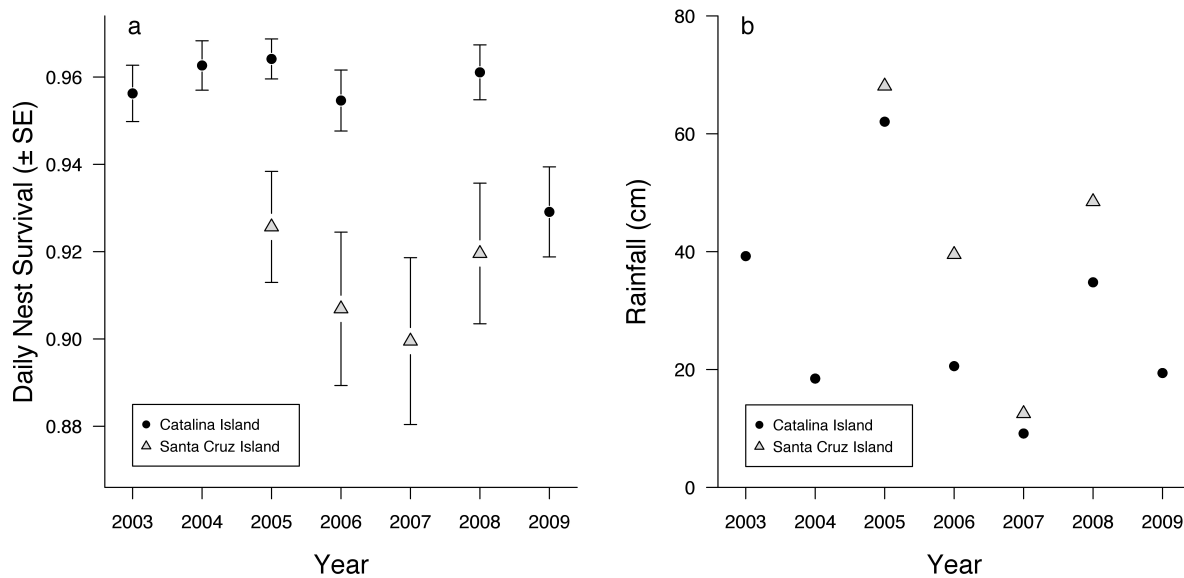 a
Daily Nest Survival (± SE)
0.96
0.94
0.92
0.90
0.88
Catalina Island
Santa Cruz Island
2003 2004 2005 2006 2007 2008 2009
Year
b
Rainfall (cm)
80
60
40
20
0
Catalina Island
Santa Cruz Island
2003 2004 2005 2006 2007 2008 2009
Year